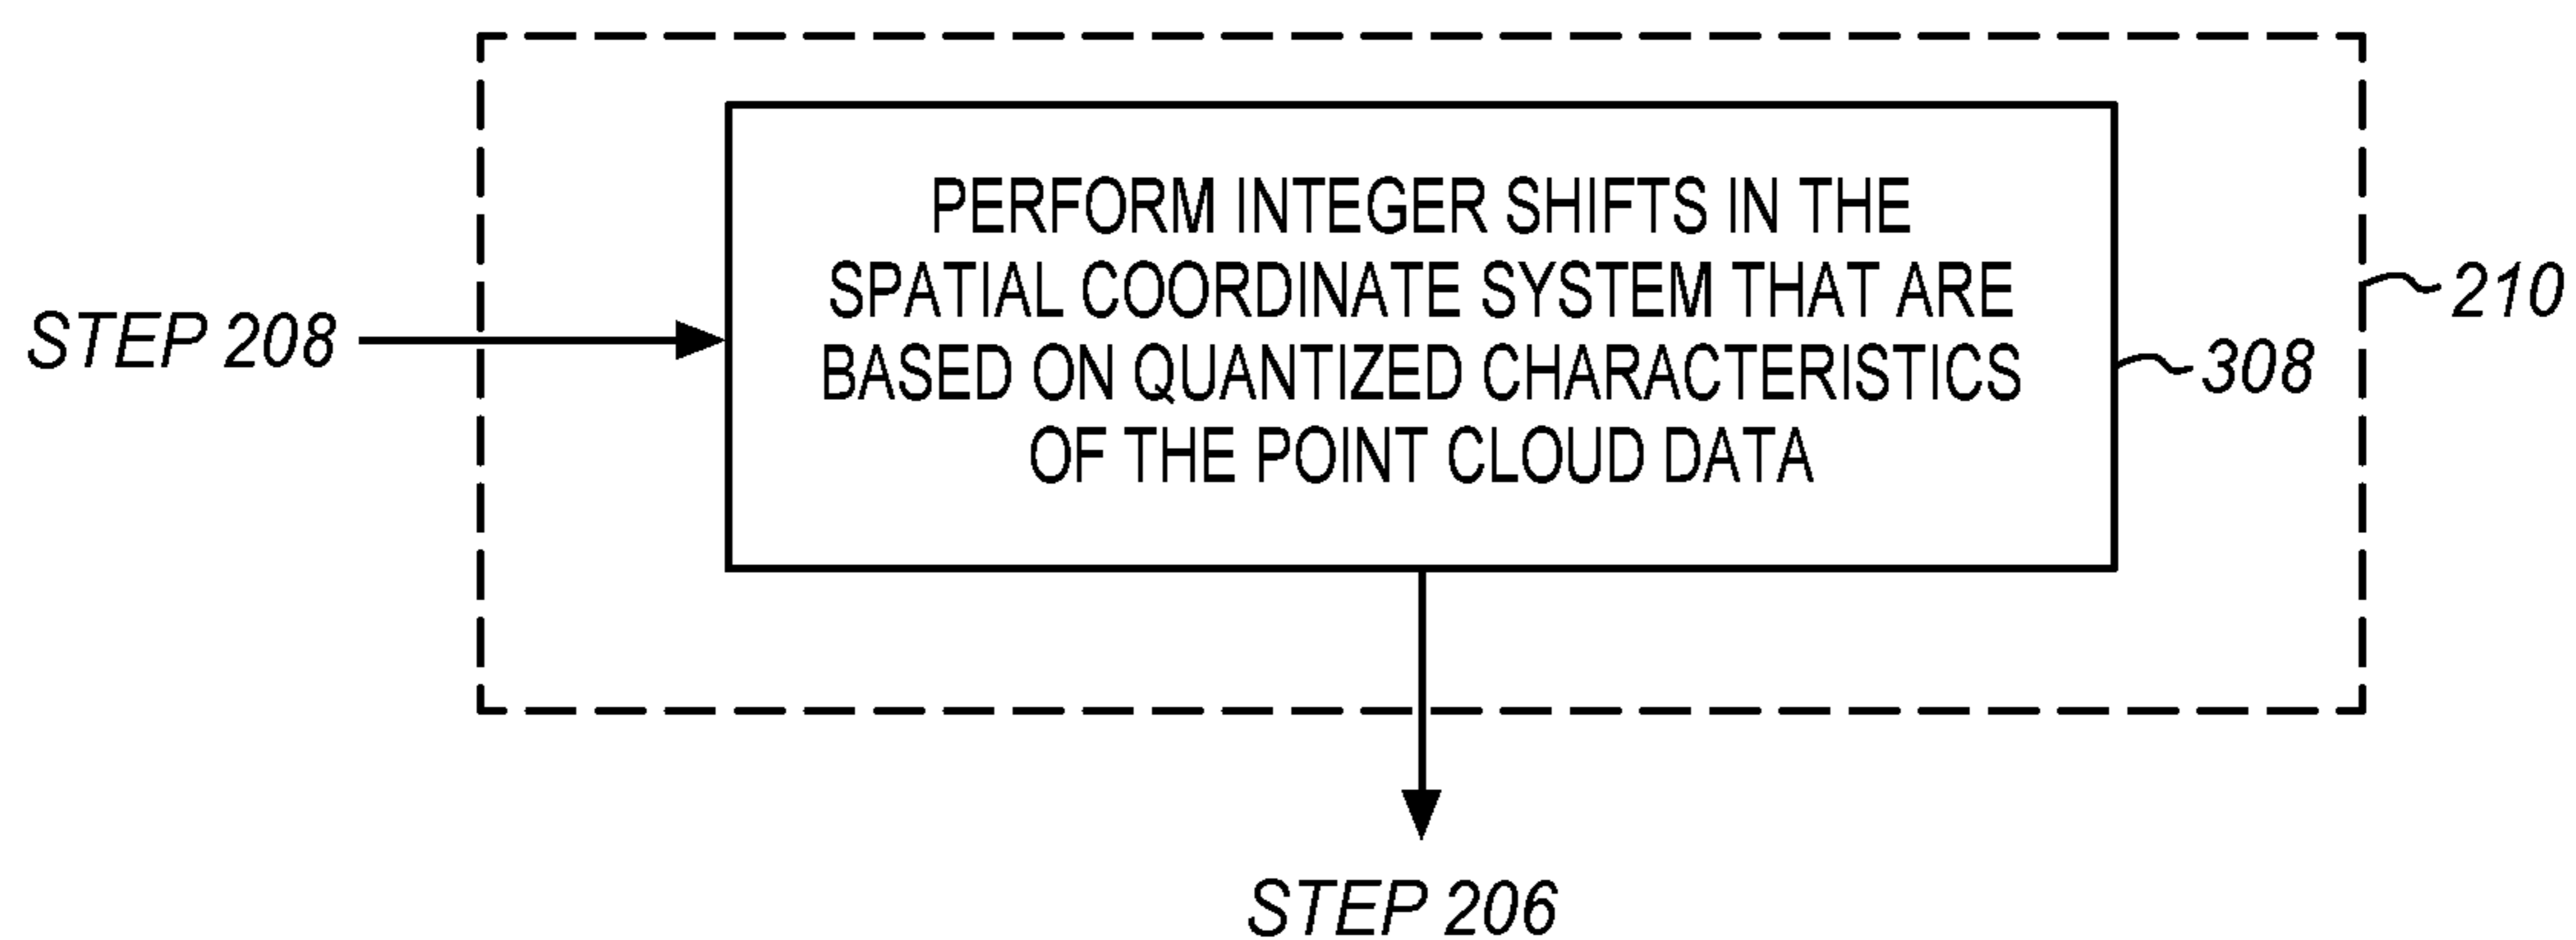 PERFORM INTEGER SHIFTS IN THE
SPATIAL COORDINATE SYSTEM THAT ARE
BASED ON QUANTIZED CHARACTERISTICS
OF THE POINT CLOUD DATA
STEP 208
210
308
STEP 206